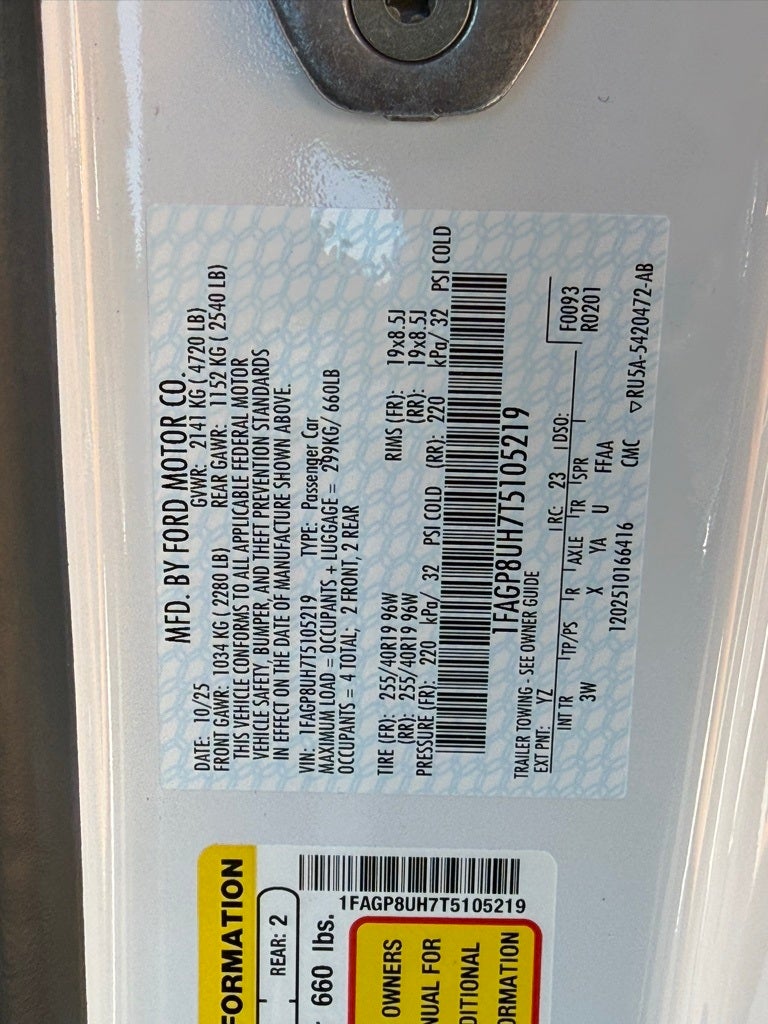 MFD. BY FORD MOTOR CO.
DATE: 10/25 GVWR: 2141 KG ( 4720 LB)
FRONT GAWR: 1034 KG ( 2280 LB) REAR GAWR: 1152 KG ( 2540 LB)
THIS VEHICLE CONFORMS TO ALL APPLICABLE FEDERAL MOTOR
VEHICLE SAFETY, BUMPER, AND THEFT PREVENTION STANDARDS
IN EFFECT ON THE DATE OF MANUFACTURE SHOWN ABOVE.
VIN: 1FAGP8UH7T5105219 TYPE: Passenger Car
MAXIMUM LOAD = OCCUPANTS + LUGGAGE = 299KG/ 660LB
OCCUPANTS = 4 TOTAL; 2 FRONT, 2 REAR
TIRE (FR): 255/40R19 96W RIMS (FR): 19x8.5J
(RR): 255/40R19 96W (RR): 19x8.5J
PRESSURE (FR): 220 kPa/ 32 PSI COLD (RR): 220 kPa/ 32 PSI COLD
1FAGP8UH7T5105219
TRAILER TOWING - SEE OWNER GUIDE
EXT PNT: YZ RC: 23 DSO: F0093
INT TR TP/PS R AXLE TR SPR R0201
3W X YA U FFAA
1202510166416 CMC ▽RU5A-5420472-AB
FORMATION
REAR: 2
660 lbs.
1FAGP8UH7T5105219
OWNERS
NUAL FOR
DITIONAL
ORMATION